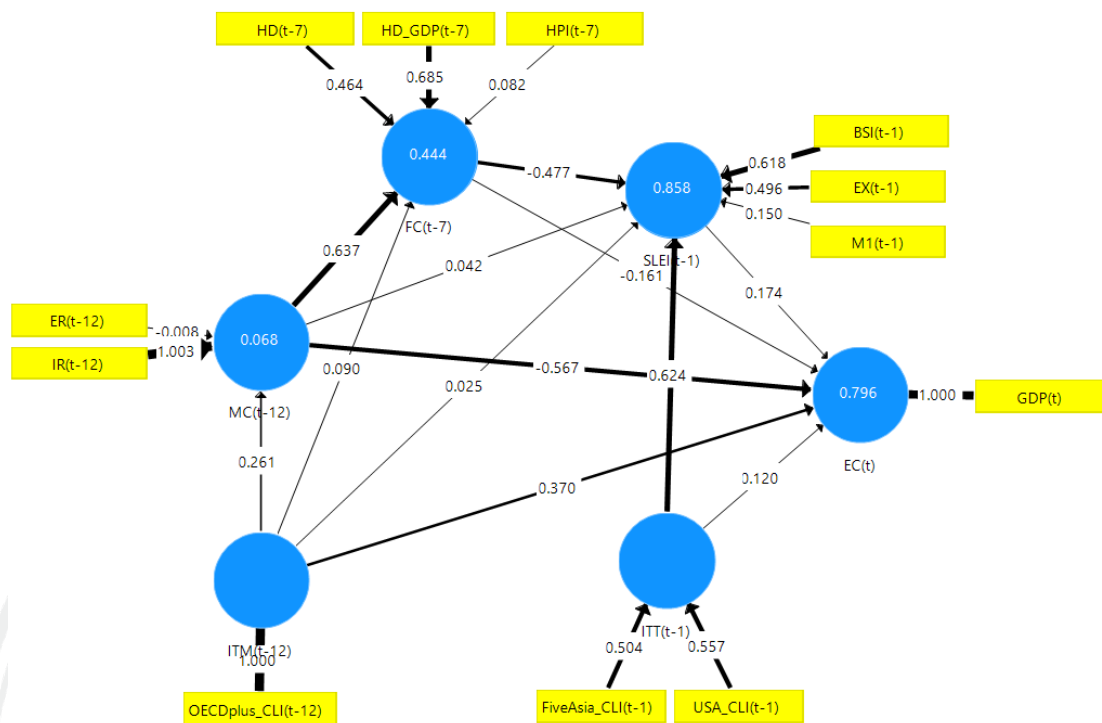 HD(t-7)
HD_GDP(t-7)
HPI(t-7)
0.464
0.685
0.082
0.444
FC(t-7)
-0.477
0.858
SLEI(t-1)
BSI(t-1)
0.618
EX(t-1)
0.496
0.150
M1(t-1)
0.637
0.042
-0.161
0.174
ER(t-12)
-0.008
IR(t-12)
1.003
0.068
MC(t-12)
0.090
0.025
-0.567
0.624
0.796
EC(t)
1.000
GDP(t)
0.261
0.370
0.120
ITM(t-12)
1.000
OECDplus_CLI(t-12)
ITT(t-1)
0.504
0.557
FiveAsia_CLI(t-1)
USA_CLI(t-1)